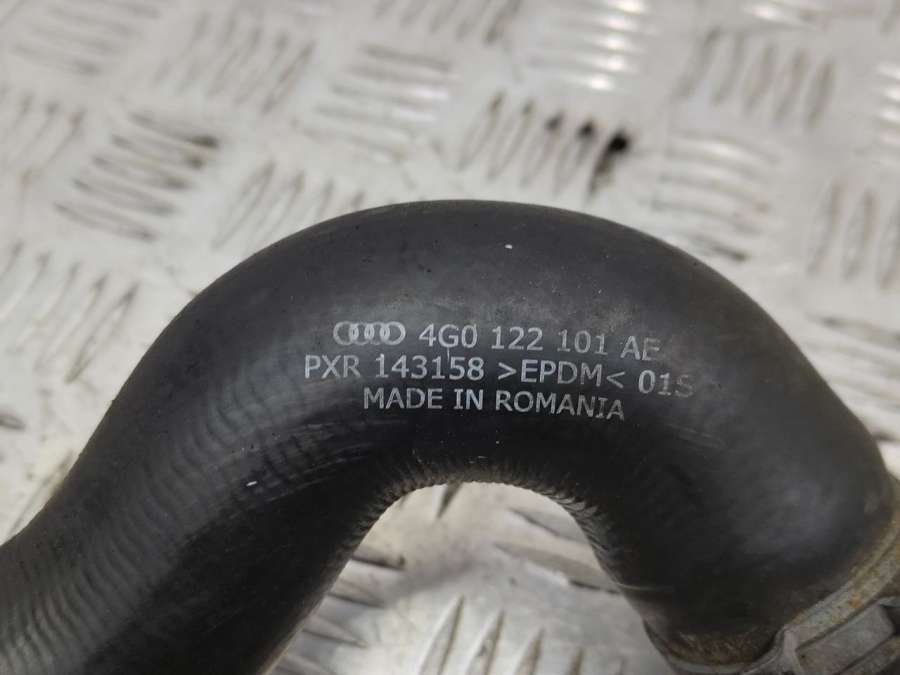 4G0 122 101 AE
PXR 143158 >EPDM< 01S
MADE IN ROMANIA